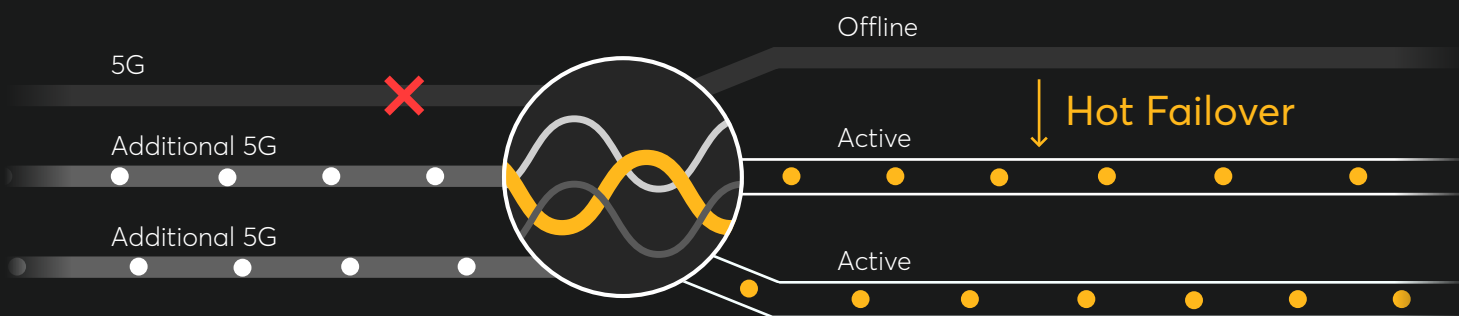 5G
Additional 5G
Additional 5G
Offline
Hot Failover
Active
Active